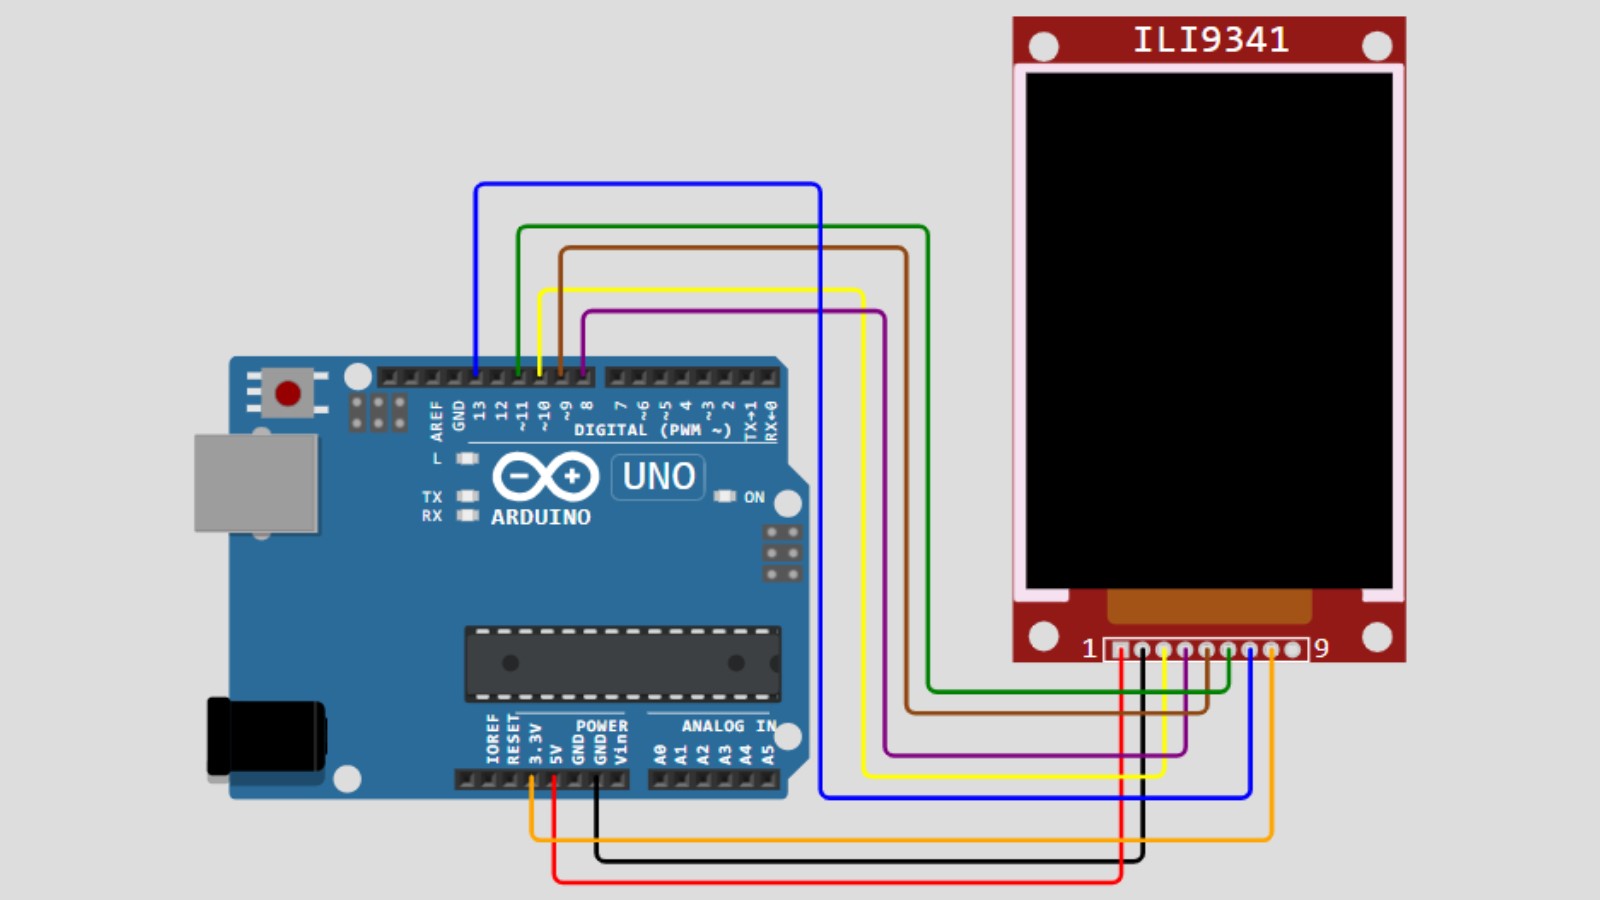 ILI9341
AREF
GND
13
12
~11
~10
~9
8
7
~6
~5
4
~3
2
TX→1
RX←0
DIGITAL (PWM ~)
L
TX
RX
UNO
ON
ARDUINO
1
9
IOREF
RESET
3.3V
5V
GND
GND
Vin
POWER
ANALOG IN
A0
A1
A2
A3
A4
A5